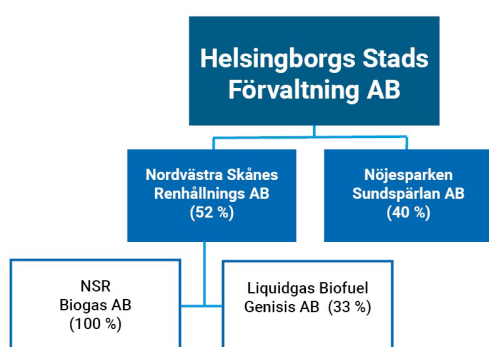 Helsingborgs Stads
Förvaltning AB
Nordvästra Skånes
Renhållnings AB
(52 %)
Nöjesparken
Sundspärlan AB
(40 %)
NSR
Biogas AB
(100 %)
Liquidgas Biofuel
Genisis AB (33 %)